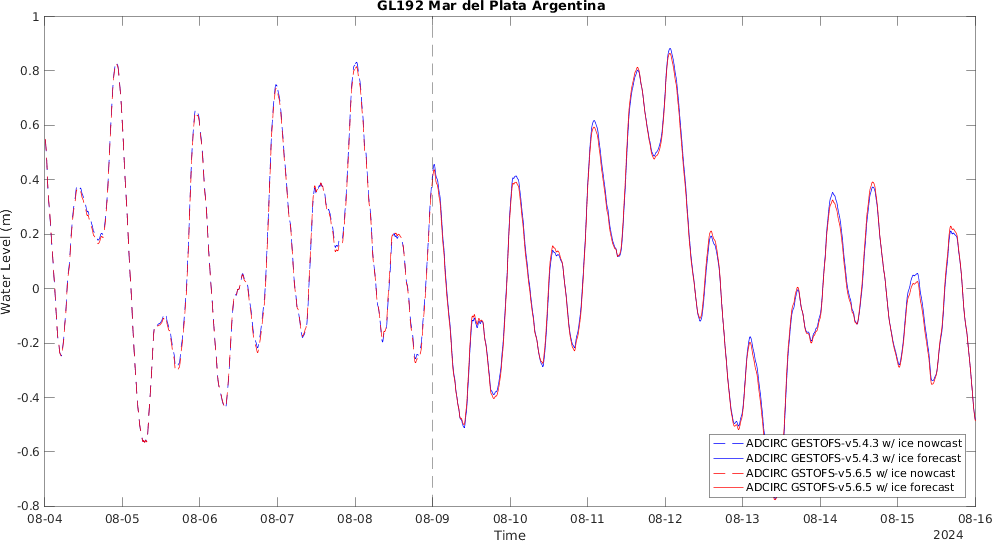 GL192 Mar del Plata Argentina
1
0.8
0.6
0.4
0.2
0
-0.2
-0.4
-0.6
-0.8
Water Level (m)
ADCIRC GESTOFS-v5.4.3 w/ ice nowcast
ADCIRC GESTOFS-v5.4.3 w/ ice forecast
ADCIRC GSTOFS-v5.6.5 w/ ice nowcast
ADCIRC GSTOFS-v5.6.5 w/ ice forecast
08-04 08-05 08-06 08-07 08-08 08-09 08-10 08-11 08-12 08-13 08-14 08-15 08-16
Time
2024